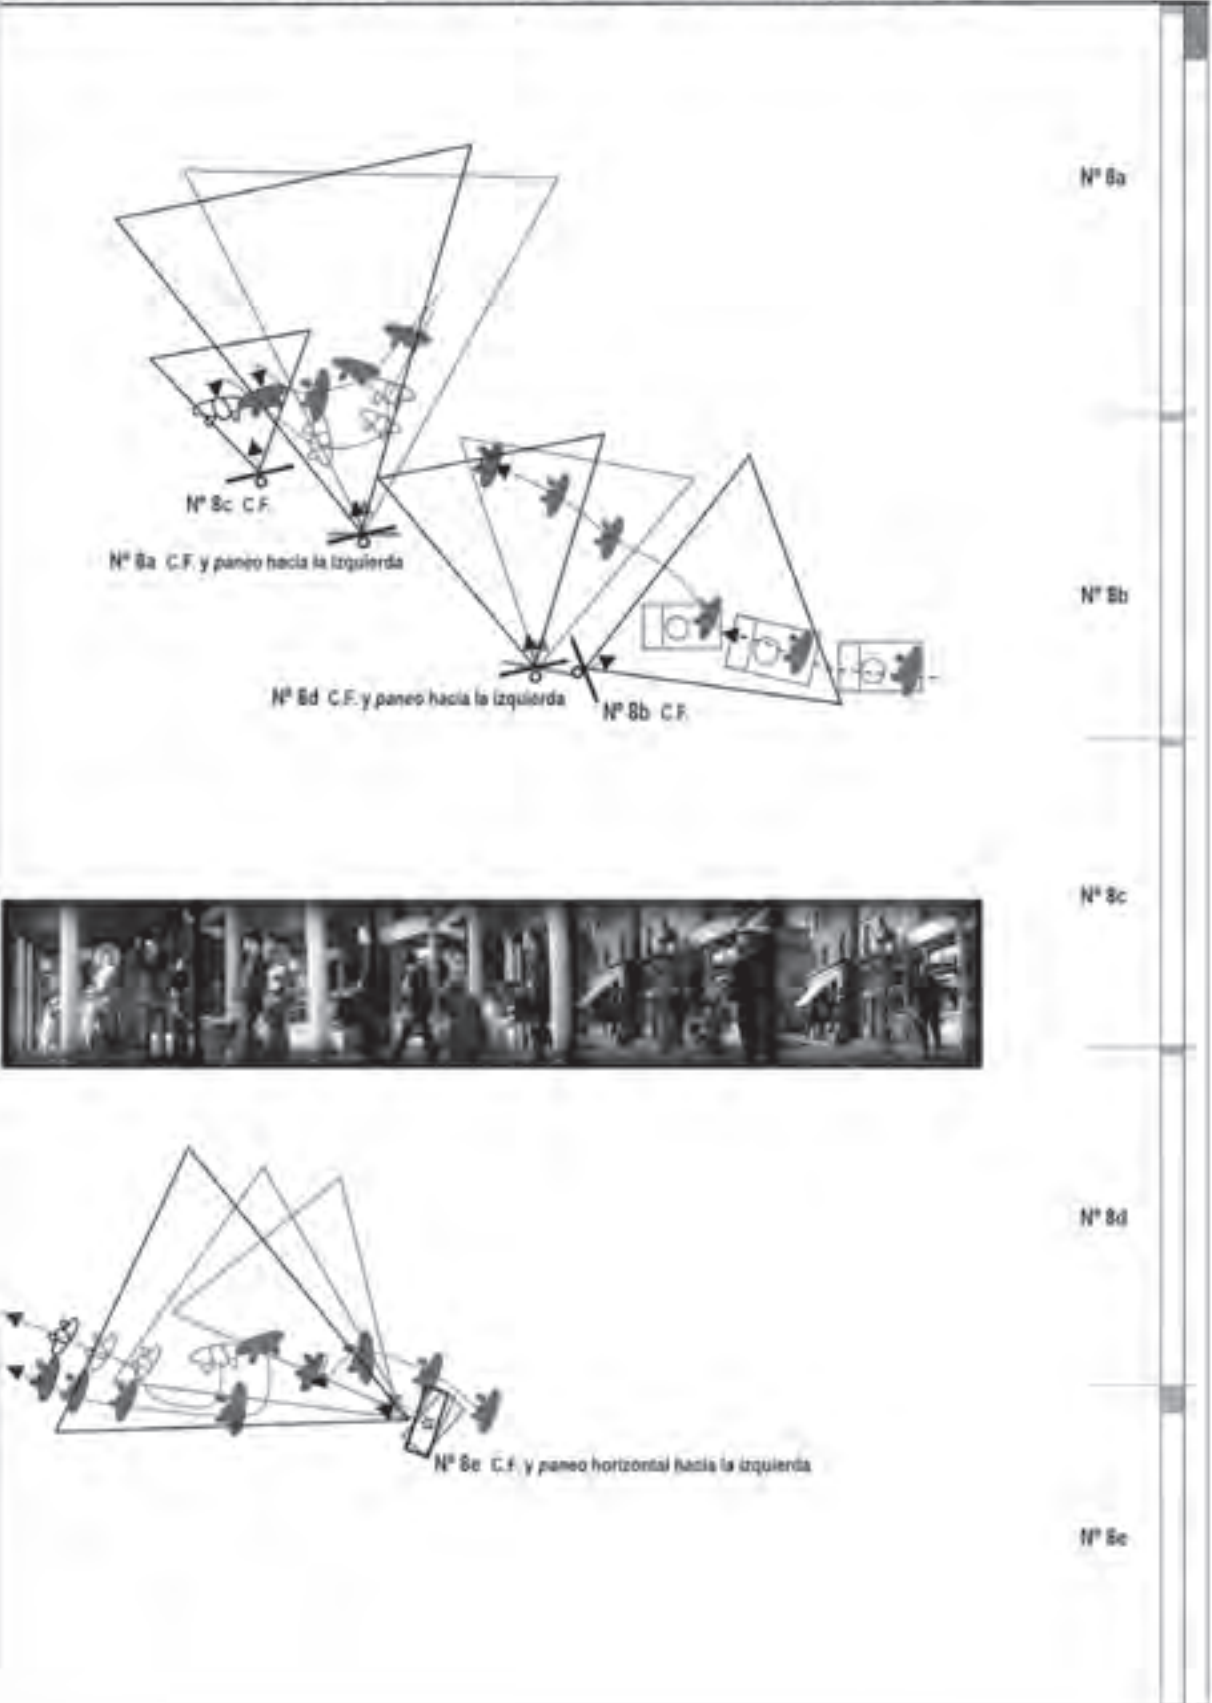 Nº 8a
Nº 8c C.F.
Nº 8a C.F. y paneo hacia la izquierda
Nº 8b
Nº 8d C.F. y paneo hacia la izquierda
Nº 8b C.F.
Nº 8c
Nº 8d
Nº 8e C.f. y paneo horizontal hacia la izquierda
Nº 8e